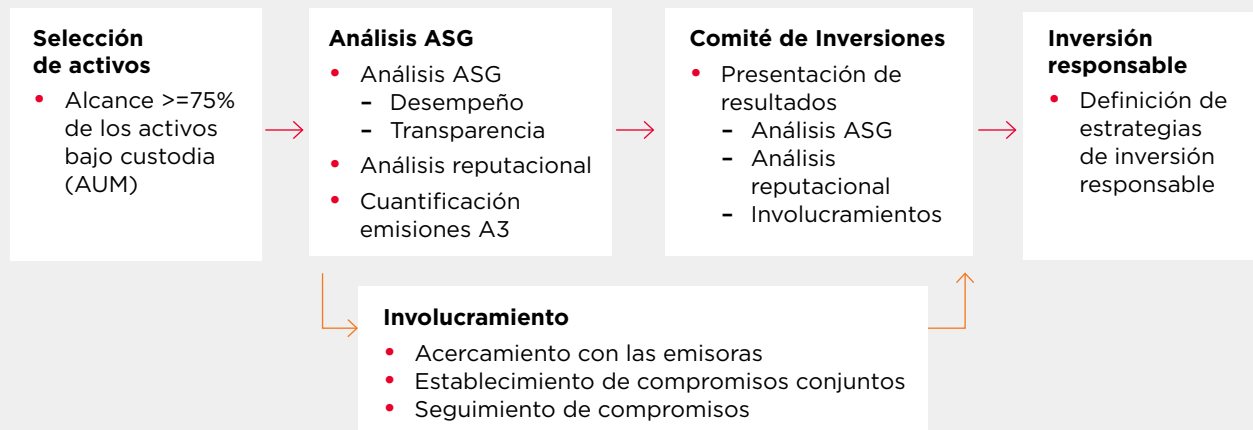 Selección
de activos
• Alcance >=75%
de los activos
bajo custodia
(AUM)
Análisis ASG
• Análisis ASG
– Desempeño
– Transparencia
• Análisis reputacional
• Cuantificación
emisiones A3
Comité de Inversiones
• Presentación de
resultados
– Análisis ASG
– Análisis
reputacional
– Involucramientos
Inversión
responsable
• Definición de
estrategias
de inversión
responsable
Involucramiento
• Acercamiento con las emisoras
• Establecimiento de compromisos conjuntos
• Seguimiento de compromisos